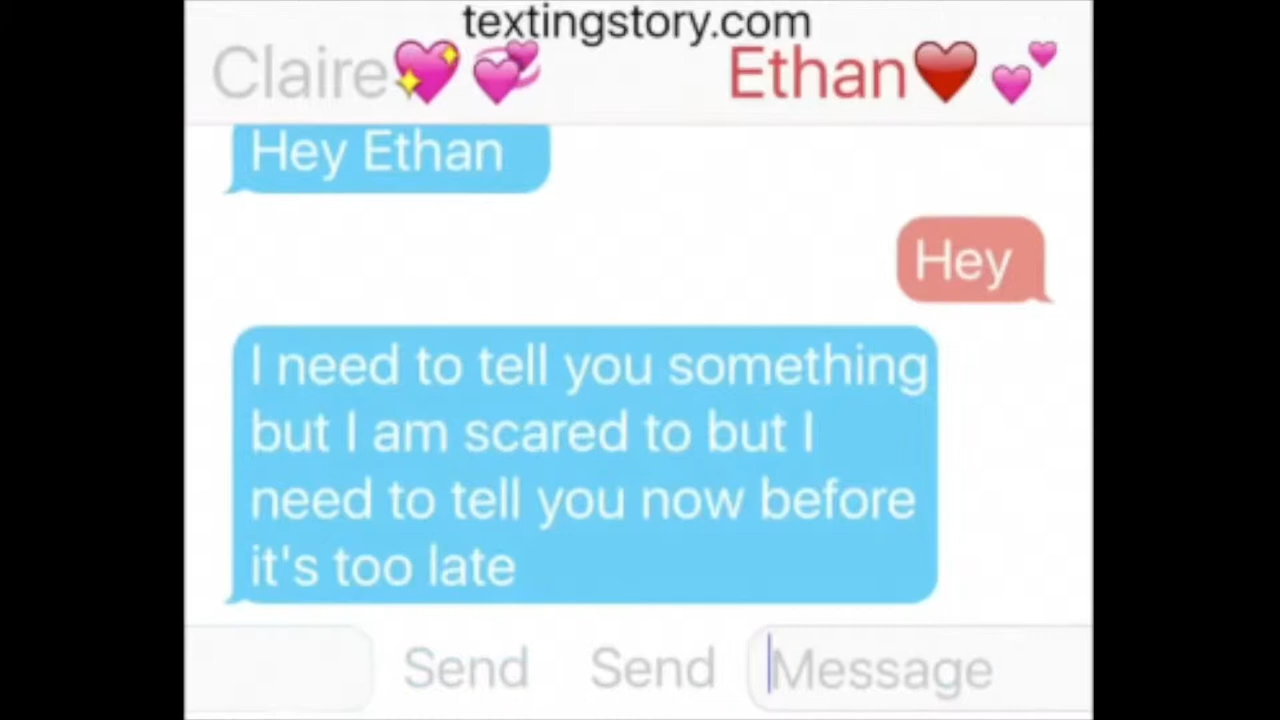 textingstory.com
Claire💖💞 Ethan❤️💕
Hey Ethan
Hey
I need to tell you something
but I am scared to but I
need to tell you now before
it's too late
Send Send Message